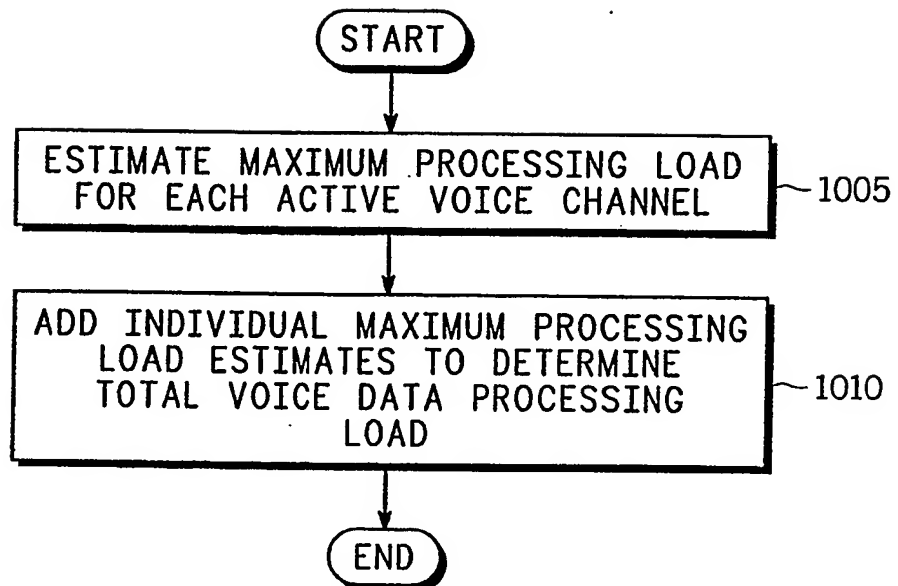 START
ESTIMATE MAXIMUM PROCESSING LOAD
FOR EACH ACTIVE VOICE CHANNEL
1005
ADD INDIVIDUAL MAXIMUM PROCESSING
LOAD ESTIMATES TO DETERMINE
TOTAL VOICE DATA PROCESSING
LOAD
1010
END